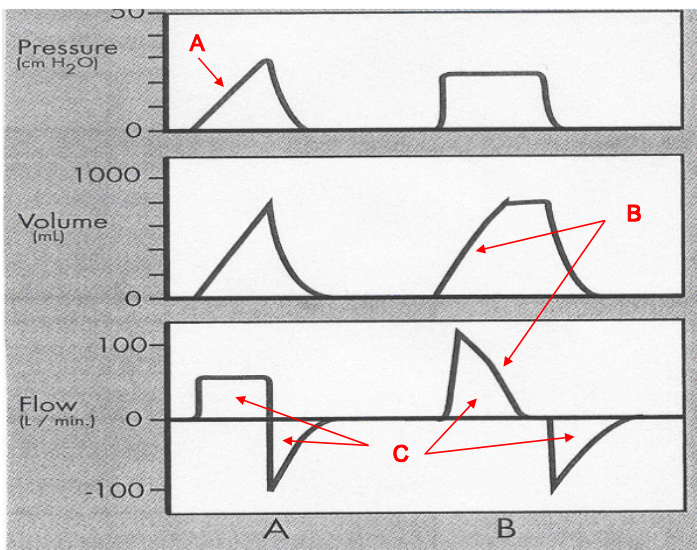 50
Pressure
(cm H2O)
A
0
1000
Volume
(mL)
B
0
100
Flow
(L / min.)
0
C
-100
A B